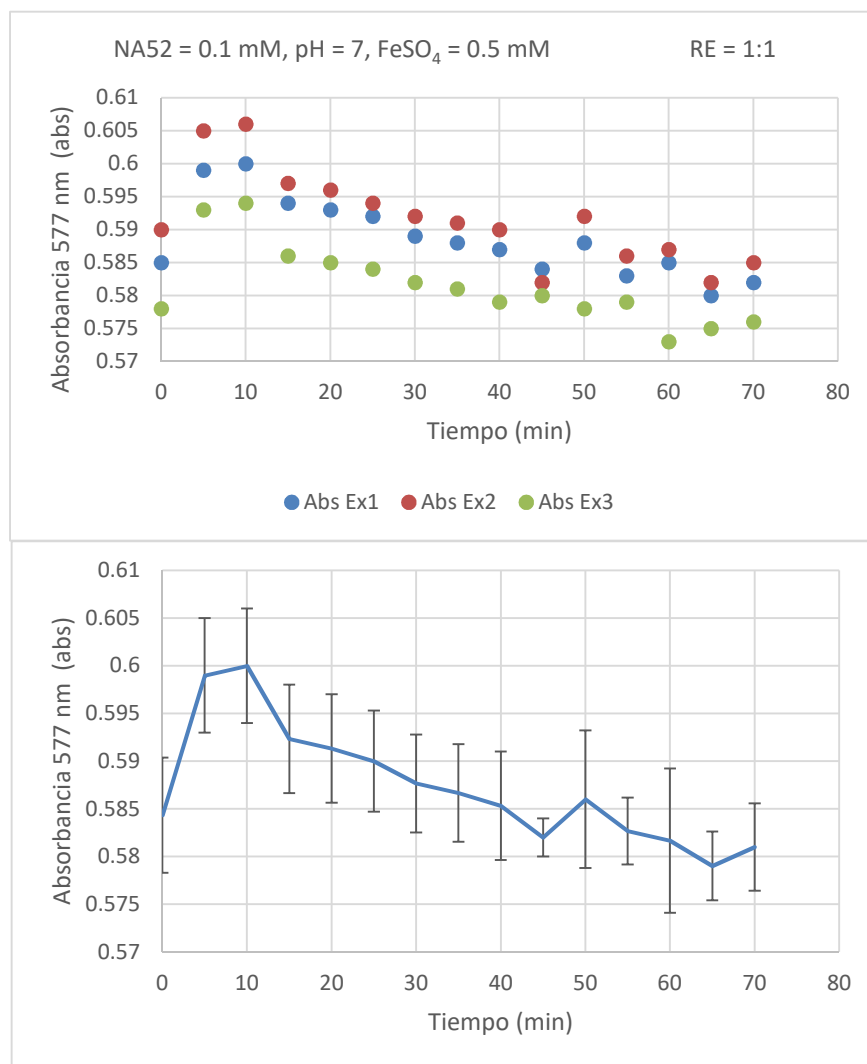 NA52 = 0.1 mM, pH = 7, FeSO₄ = 0.5 mM RE = 1:1
0.61
0.605
0.6
0.595
0.59
0.585
0.58
0.575
0.57
Absorbancia 577 nm (abs)
0 10 20 30 40 50 60 70 80
Tiempo (min)
Abs Ex1 Abs Ex2 Abs Ex3
0.61
0.605
0.6
0.595
0.59
0.585
0.58
0.575
0.57
Absorbancia 577 nm (abs)
0 10 20 30 40 50 60 70 80
Tiempo (min)